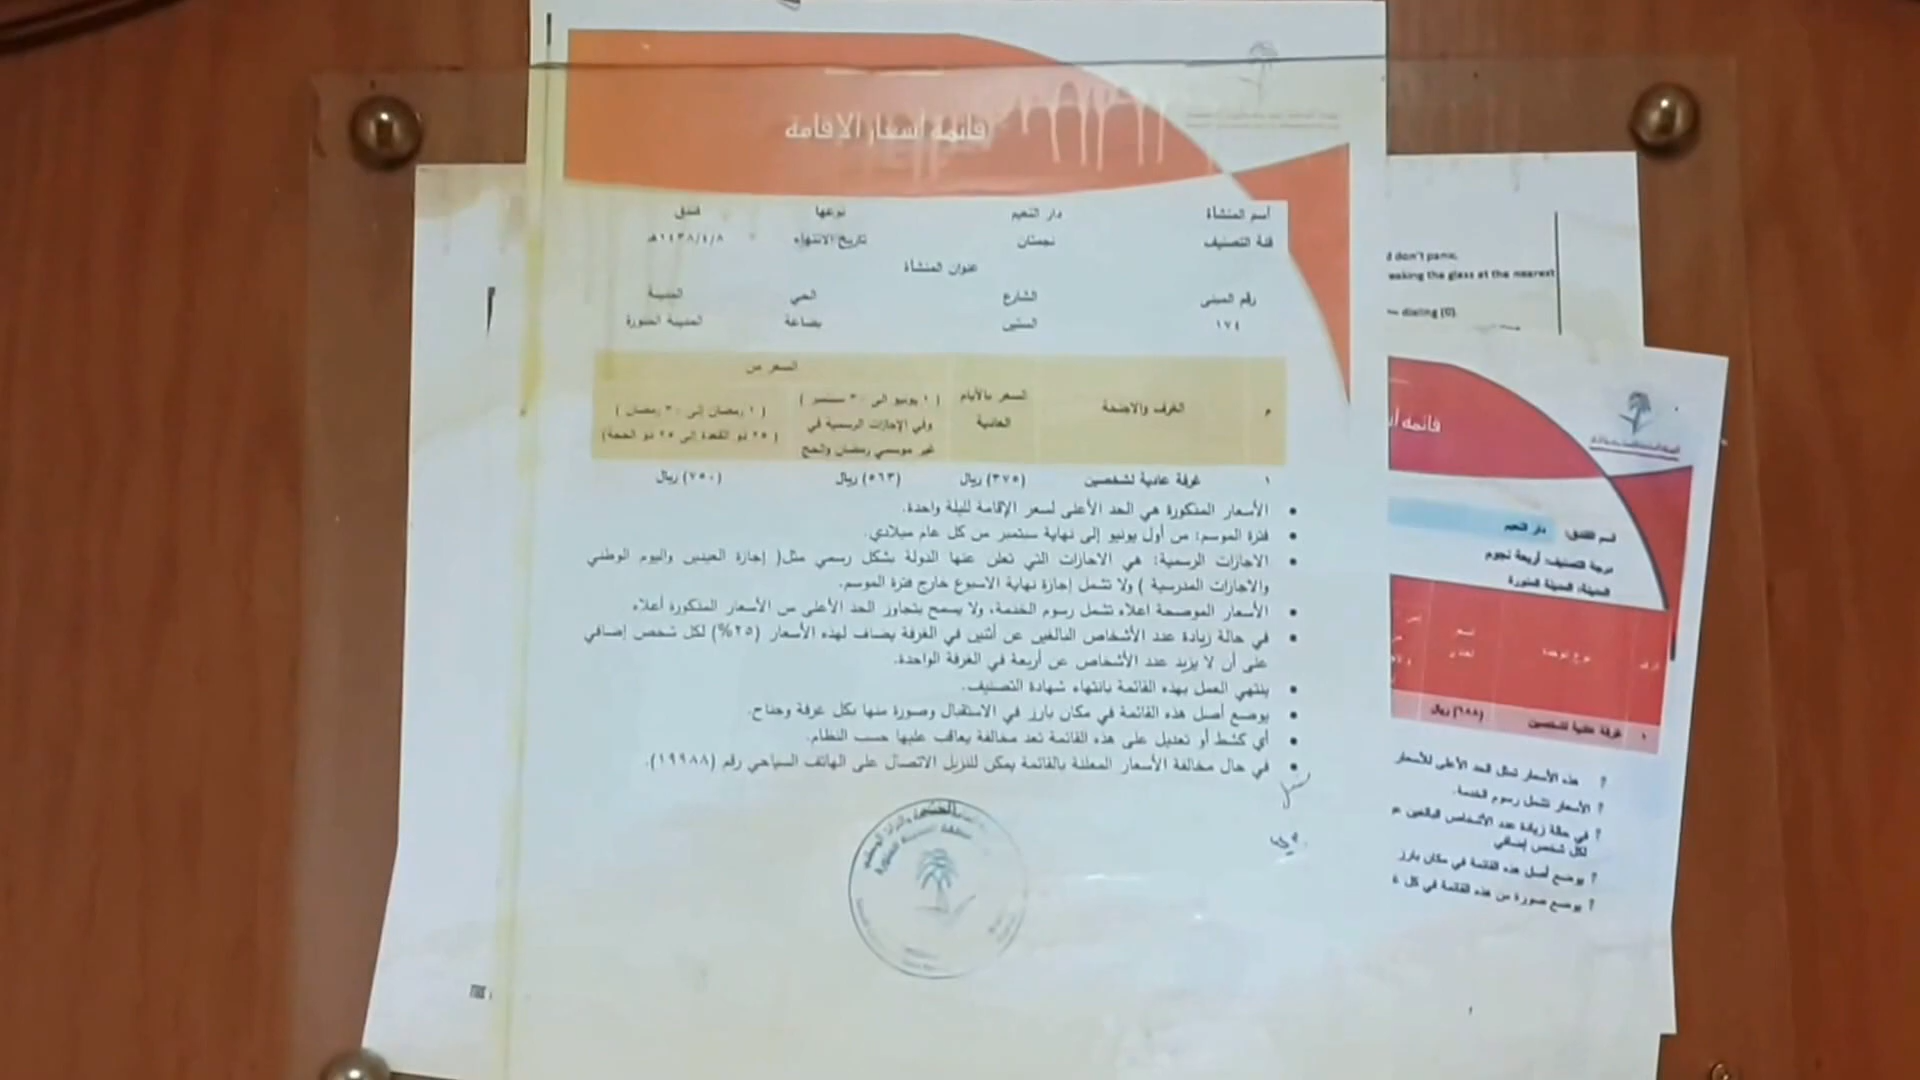 قائمة أسعار الاقامة
اسم المنشأة دار النعيم نوعها فندق
فئة التصنيف نجمتان تاريخ الانتهاء ١٤٣٨/٤/٨هـ
عنوان المنشأة
رقم المبنى الشارع الحي المدينة
١٧٤ الستين بضاعة المدينة المنورة
السعر من
م الغرف والاجنحة السعر بالأيام العادية ( ١ يونيو الى ٣٠ سبتمبر ) وفي الإجازات الرسمية في غير موسمي رمضان والحج ( ١ رمضان إلى ٣٠ رمضان ) ( ٢٥ ذو القعدة إلى ٢٥ ذو الحجة)
١ غرفة عادية لشخصين (٣٧٥) ريال (٥٦٣) ريال (٧٥٠) ريال
• الأسعار المذكورة هي الحد الأعلى لسعر الإقامة لليلة واحدة.
• فترة الموسم: من أول يونيو إلى نهاية سبتمبر من كل عام ميلادي.
• الاجازات الرسمية: هي الاجازات التي تعلن عنها الدولة بشكل رسمي مثل( إجازة العيدين واليوم الوطني
والاجازات المدرسية ) ولا تشمل إجازة نهاية الاسبوع خارج فترة الموسم.
• الأسعار الموضحة اعلاه تشمل رسوم الخدمة، ولا يسمح بتجاوز الحد الأعلى من الأسعار المذكورة أعلاه
• في حالة زيادة عدد الأشخاص البالغين عن أثنين في الغرفة يضاف لهذه الأسعار (٢٥%) لكل شخص إضافي
على أن لا يزيد عدد الأشخاص عن أربعة في الغرفة الواحدة.
• ينتهي العمل بهذه القائمة بانتهاء شهادة التصنيف.
• يوضع أصل هذه القائمة في مكان بارز في الاستقبال وصورة منها بكل غرفة وجناح.
• أي كشط أو تعديل على هذه القائمة تعد مخالفة يعاقب عليها حسب النظام.
• في حال مخالفة الأسعار المعلنة بالقائمة يمكن للنزيل الاتصال على الهاتف السياحي رقم (١٩٩٨٨).
d don't panic.
eaking the glass at the nearest
dialing (0).
قائمة أ
اسم الفندق: دار النعيم
درجة التصنيف: أربعة نجوم
المدينة: المدينة المنورة
نوع الوحدة
١ غرفة عادية لشخصين (٦٨٨) ريال
؟ هذه الأسعار تمثل الحد الأعلى للأسعار
؟ الأسعار تشمل رسوم الخدمة.
؟ في حالة زيادة عدد الأشخاص البالغين عن
لكل شخص إضافي
؟ يوضع أصل هذه القائمة في مكان بارز
؟ يوضع صورة من هذه القائمة في كل غ